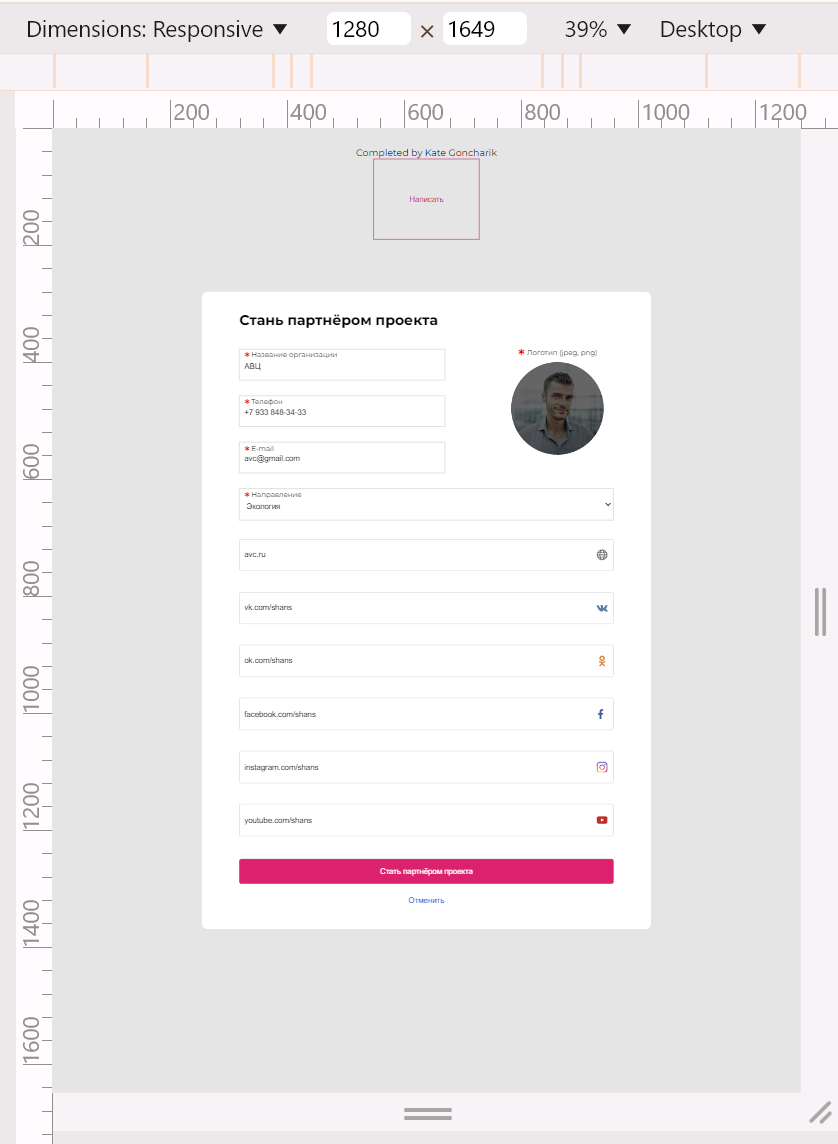 Dimensions: Responsive 1280 × 1649 39% Desktop
200 400 600 800 1000 1200
Completed by Kate Goncharik
Написать
200
Стань партнёром проекта
400
* Название организации
АВЦ
* Логотип (jpeg, png)
* Телефон
+7 933 848-34-33
* E-mail
avc@gmail.com
600
* Направление
Экология
avc.ru
800
vk.com/shans
ok.com/shans
1000
facebook.com/shans
instagram.com/shans
1200
youtube.com/shans
Стать партнёром проекта
Отменить
1400
1600